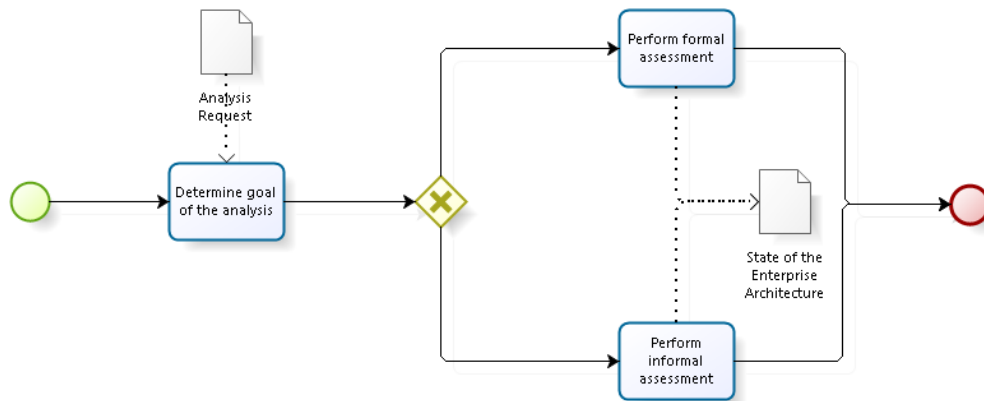 Analysis
Request
Determine goal
of the analysis
Perform formal
assessment
State of the
Enterprise
Architecture
Perform
informal
assessment